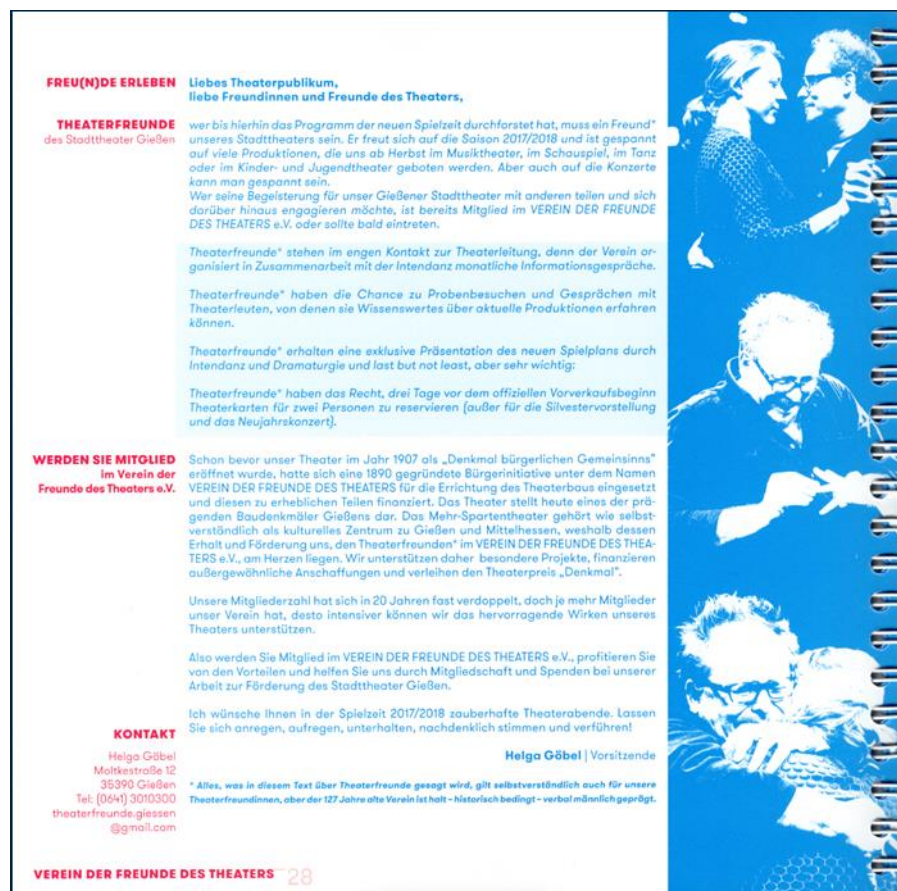 FREU(N)DE ERLEBEN
Liebes Theaterpublikum,
liebe Freundinnen und Freunde des Theaters,
THEATERFREUNDE
des Stadttheater Gießen
wer bis hierhin das Programm der neuen Spielzeit durchforstet hat, muss ein Freund*
unseres Stadttheaters sein. Er freut sich auf die Saison 2017/2018 und ist gespannt
auf viele Produktionen, die uns ab Herbst im Musiktheater, im Schauspiel, im Tanz
oder im Kinder- und Jugendtheater geboten werden. Aber auch auf die Konzerte
kann man gespannt sein.
Wer seine Begeisterung für unser Gießener Stadttheater mit anderen teilen und sich
darüber hinaus engagieren möchte, ist bereits Mitglied im VEREIN DER FREUNDE
DES THEATERS e.V. oder sollte bald eintreten.
Theaterfreunde* stehen im engen Kontakt zur Theaterleitung, denn der Verein or-
ganisiert in Zusammenarbeit mit der Intendanz monatliche Informationsgespräche.
Theaterfreunde* haben die Chance zu Probenbesuchen und Gesprächen mit
Theaterleuten, von denen sie Wissenswertes über aktuelle Produktionen erfahren
können.
Theaterfreunde* erhalten eine exklusive Präsentation des neuen Spielplans durch
Intendanz und Dramaturgie und last but not least, aber sehr wichtig:
Theaterfreunde* haben das Recht, drei Tage vor dem offiziellen Vorverkaufsbeginn
Theaterkarten für zwei Personen zu reservieren (außer für die Silvestervorstellung
und das Neujahrskonzert).
WERDEN SIE MITGLIED
im Verein der
Freunde des Theaters e.V.
Schon bevor unser Theater im Jahr 1907 als „Denkmal bürgerlichen Gemeinsinns"
eröffnet wurde, hatte sich eine 1890 gegründete Bürgerinitiative unter dem Namen
VEREIN DER FREUNDE DES THEATERS für die Errichtung des Theaterbaus eingesetzt
und diesen zu erheblichen Teilen finanziert. Das Theater stellt heute eines der prä-
genden Baudenkmäler Gießens dar. Das Mehr-Spartentheater gehört wie selbst-
verständlich als kulturelles Zentrum zu Gießen und Mittelhessen, weshalb dessen
Erhalt und Förderung uns, den Theaterfreunden* im VEREIN DER FREUNDE DES THEA-
TERS e.V., am Herzen liegen. Wir unterstützen daher besondere Projekte, finanzieren
außergewöhnliche Anschaffungen und verleihen den Theaterpreis „Denkmal".
Unsere Mitgliederzahl hat sich in 20 Jahren fast verdoppelt, doch je mehr Mitglieder
unser Verein hat, desto intensiver können wir das hervorragende Wirken unseres
Theaters unterstützen.
Also werden Sie Mitglied im VEREIN DER FREUNDE DES THEATERS e.V., profitieren Sie
von den Vorteilen und helfen Sie uns durch Mitgliedschaft und Spenden bei unserer
Arbeit zur Förderung des Stadttheater Gießen.
Ich wünsche Ihnen in der Spielzeit 2017/2018 zauberhafte Theaterabende. Lassen
Sie sich anregen, aufregen, unterhalten, nachdenklich stimmen und verführen!
Helga Göbel | Vorsitzende
* Alles, was in diesem Text über Theaterfreunde gesagt wird, gilt selbstverständlich auch für unsere
Theaterfreundinnen, aber der 127 Jahre alte Verein ist halt – historisch bedingt – verbal männlich geprägt.
KONTAKT
Helga Göbel
Moltkestraße 12
35390 Gießen
Tel: (0641) 3010300
theaterfreunde.giessen
@gmail.com
VEREIN DER FREUNDE DES THEATERS 28